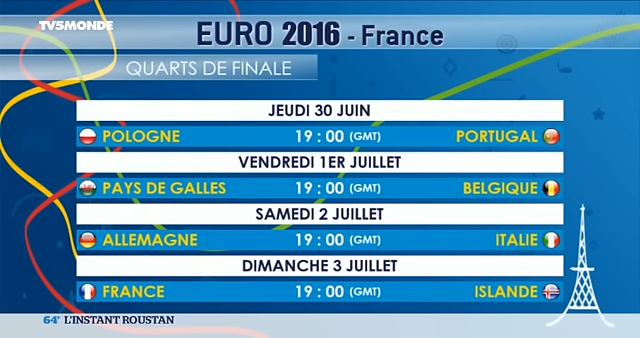 TV5MONDE
EURO 2016 - France
QUARTS DE FINALE
JEUDI 30 JUIN
POLOGNE 19 : 00 (GMT) PORTUGAL
VENDREDI 1ER JUILLET
PAYS DE GALLES 19 : 00 (GMT) BELGIQUE
SAMEDI 2 JUILLET
ALLEMAGNE 19 : 00 (GMT) ITALIE
DIMANCHE 3 JUILLET
FRANCE 19 : 00 (GMT) ISLANDE
64' L'INSTANT ROUSTAN